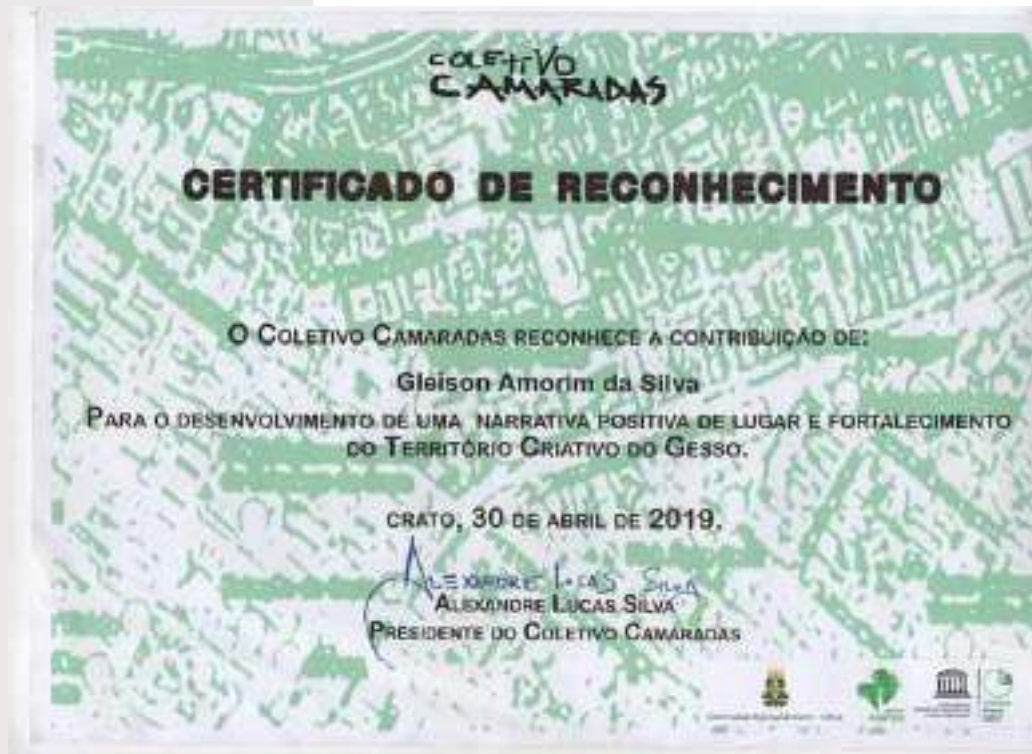 COLETIVO
CAMARADAS
CERTIFICADO DE RECONHECIMENTO
O COLETIVO CAMARADAS RECONHECE A CONTRIBUIÇÃO DE:
Gleison Amorim da Silva
PARA O DESENVOLVIMENTO DE UMA NARRATIVA POSITIVA DE LUGAR E FORTALECIMENTO
DO TERRITÓRIO CRIATIVO DO GESSO.
CRATO, 30 DE ABRIL DE 2019.
ALEXANDRE LUCAS SILVA
ALEXANDRE LUCAS SILVA
PRESIDENTE DO COLETIVO CAMARADAS